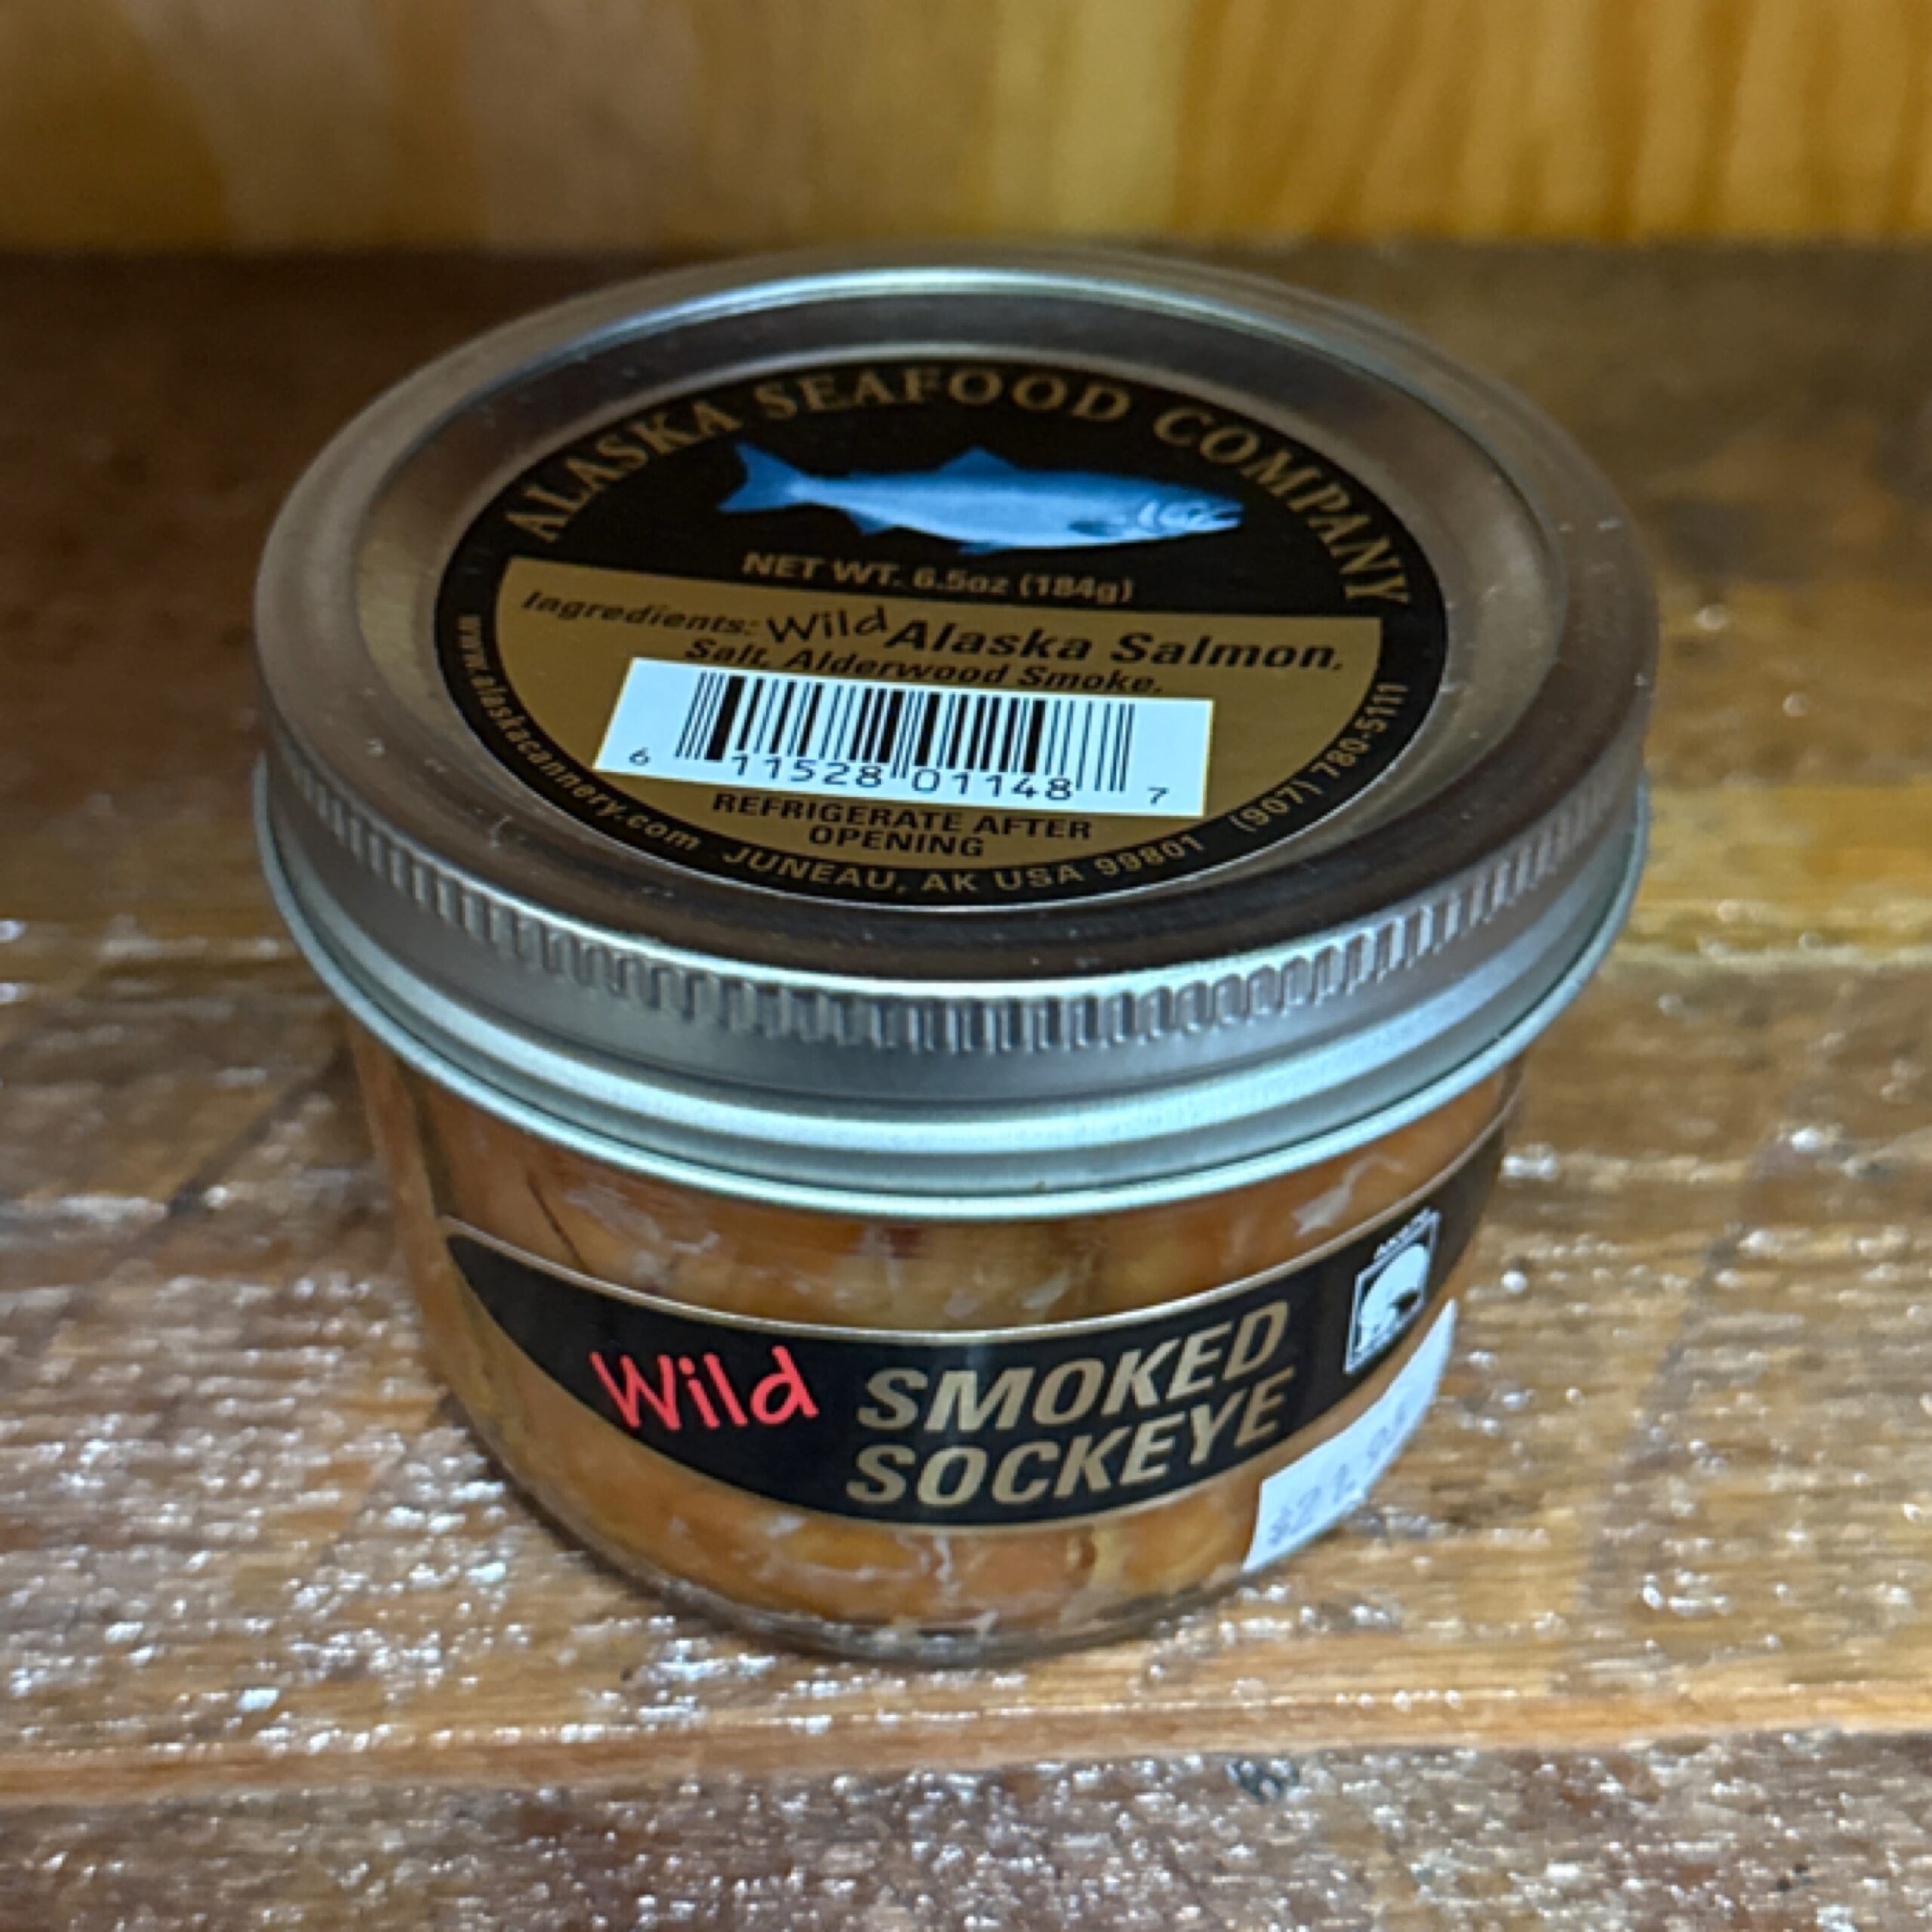 ALASKA SEAFOOD COMPANY
NET WT. 6.5oz (184g)
Ingredients: Wild Alaska Salmon,
Salt, Alderwood Smoke.
6 11528 01148 7
REFRIGERATE AFTER
OPENING
www.alaskacannery.com JUNEAU, AK USA 99801 (907) 780-5111
Wild SMOKED
SOCKEYE